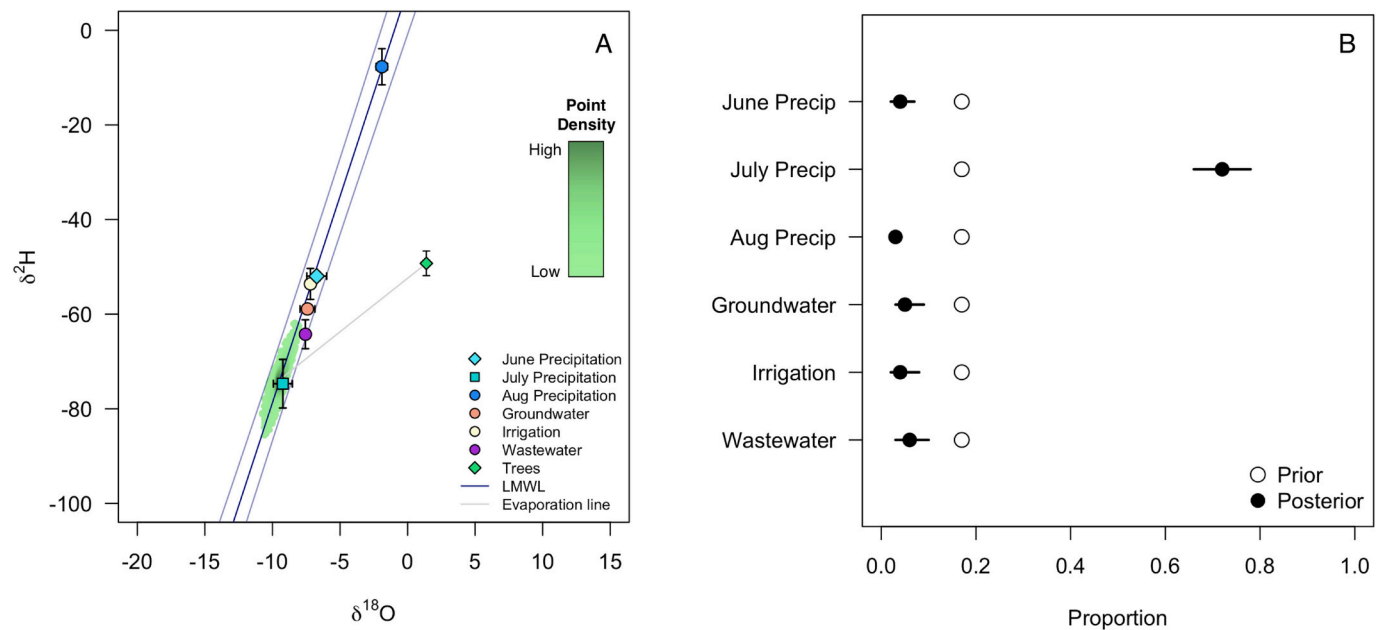 A
δ²H
0
-20
-40
-60
-80
-100
-20
-15
-10
-5
0
5
10
15
δ¹⁸O
Point
Density
High
Low
June Precipitation
July Precipitation
Aug Precipitation
Groundwater
Irrigation
Wastewater
Trees
LMWL
Evaporation line
B
June Precip
July Precip
Aug Precip
Groundwater
Irrigation
Wastewater
Prior
Posterior
0.0
0.2
0.4
0.6
0.8
1.0
Proportion